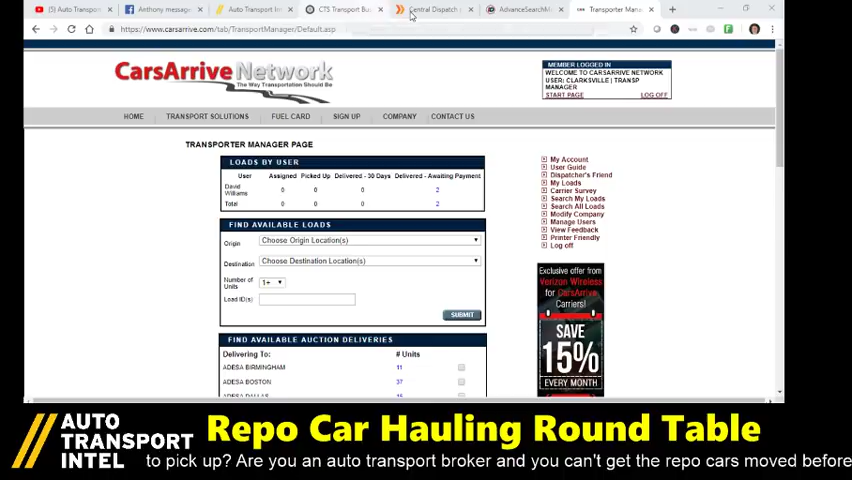 (5) Auto Transport
Anthony message
Auto Transport Int
CTS Transport Bu
Central Dispatch
AdvanceSearchM
Transporter Mana
https://www.carsarrive.com/tab/TransportManager/Default.asp
CarsArrive Network
The Way Transportation Should Be
MEMBER LOGGED IN
WELCOME TO CARSARRIVE NETWORK
USER: CLARKSVILLE | TRANSP
MANAGER
START PAGE LOG OFF
HOME TRANSPORT SOLUTIONS FUEL CARD SIGN UP COMPANY CONTACT US
TRANSPORTER MANAGER PAGE
LOADS BY USER
User Assigned Picked Up Delivered - 30 Days Delivered - Awaiting Payment
David
Williams 0 0 0 2
Total 0 0 0 2
FIND AVAILABLE LOADS
Origin Choose Origin Location(s)
Destination Choose Destination Location(s)
Number of
Units 1+
Load ID(s)
SUBMIT
FIND AVAILABLE AUCTION DELIVERIES
Delivering To: # Units
ADESA BIRMINGHAM 11
ADESA BOSTON 37
ADESA DALLAS
My Account
User Guide
Dispatcher's Friend
My Loads
Carrier Survey
Search My Loads
Search All Loads
Modify Company
Manage Users
View Feedback
Printer Friendly
Log off
Exclusive offer from
Verizon Wireless
for CarsArrive
Carriers!
SAVE
15%
EVERY MONTH
AUTO
TRANSPORT
INTEL
Repo Car Hauling Round Table
to pick up? Are you an auto transport broker and you can't get the repo cars moved before